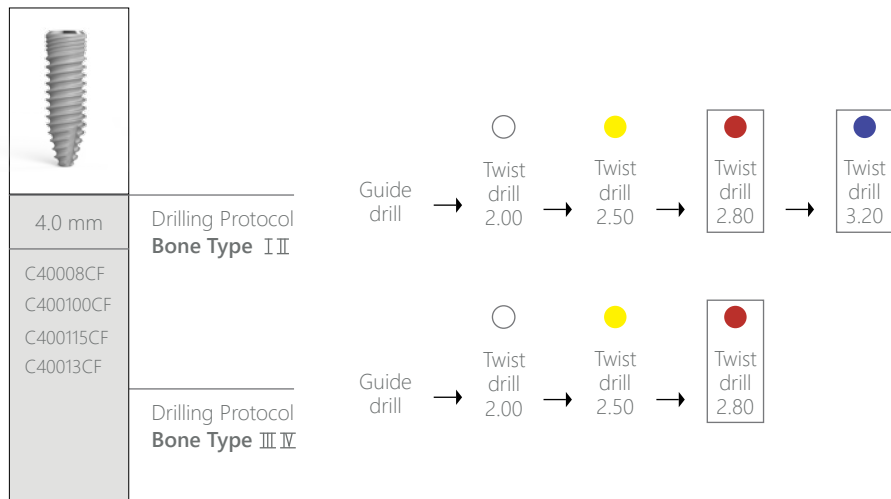 4.0 mm
C40008CF
C400100CF
C400115CF
C40013CF
Drilling Protocol
Bone Type Ⅰ Ⅱ
Guide
drill
Twist
drill
2.00
Twist
drill
2.50
Twist
drill
2.80
Twist
drill
3.20
Drilling Protocol
Bone Type Ⅲ Ⅳ
Guide
drill
Twist
drill
2.00
Twist
drill
2.50
Twist
drill
2.80